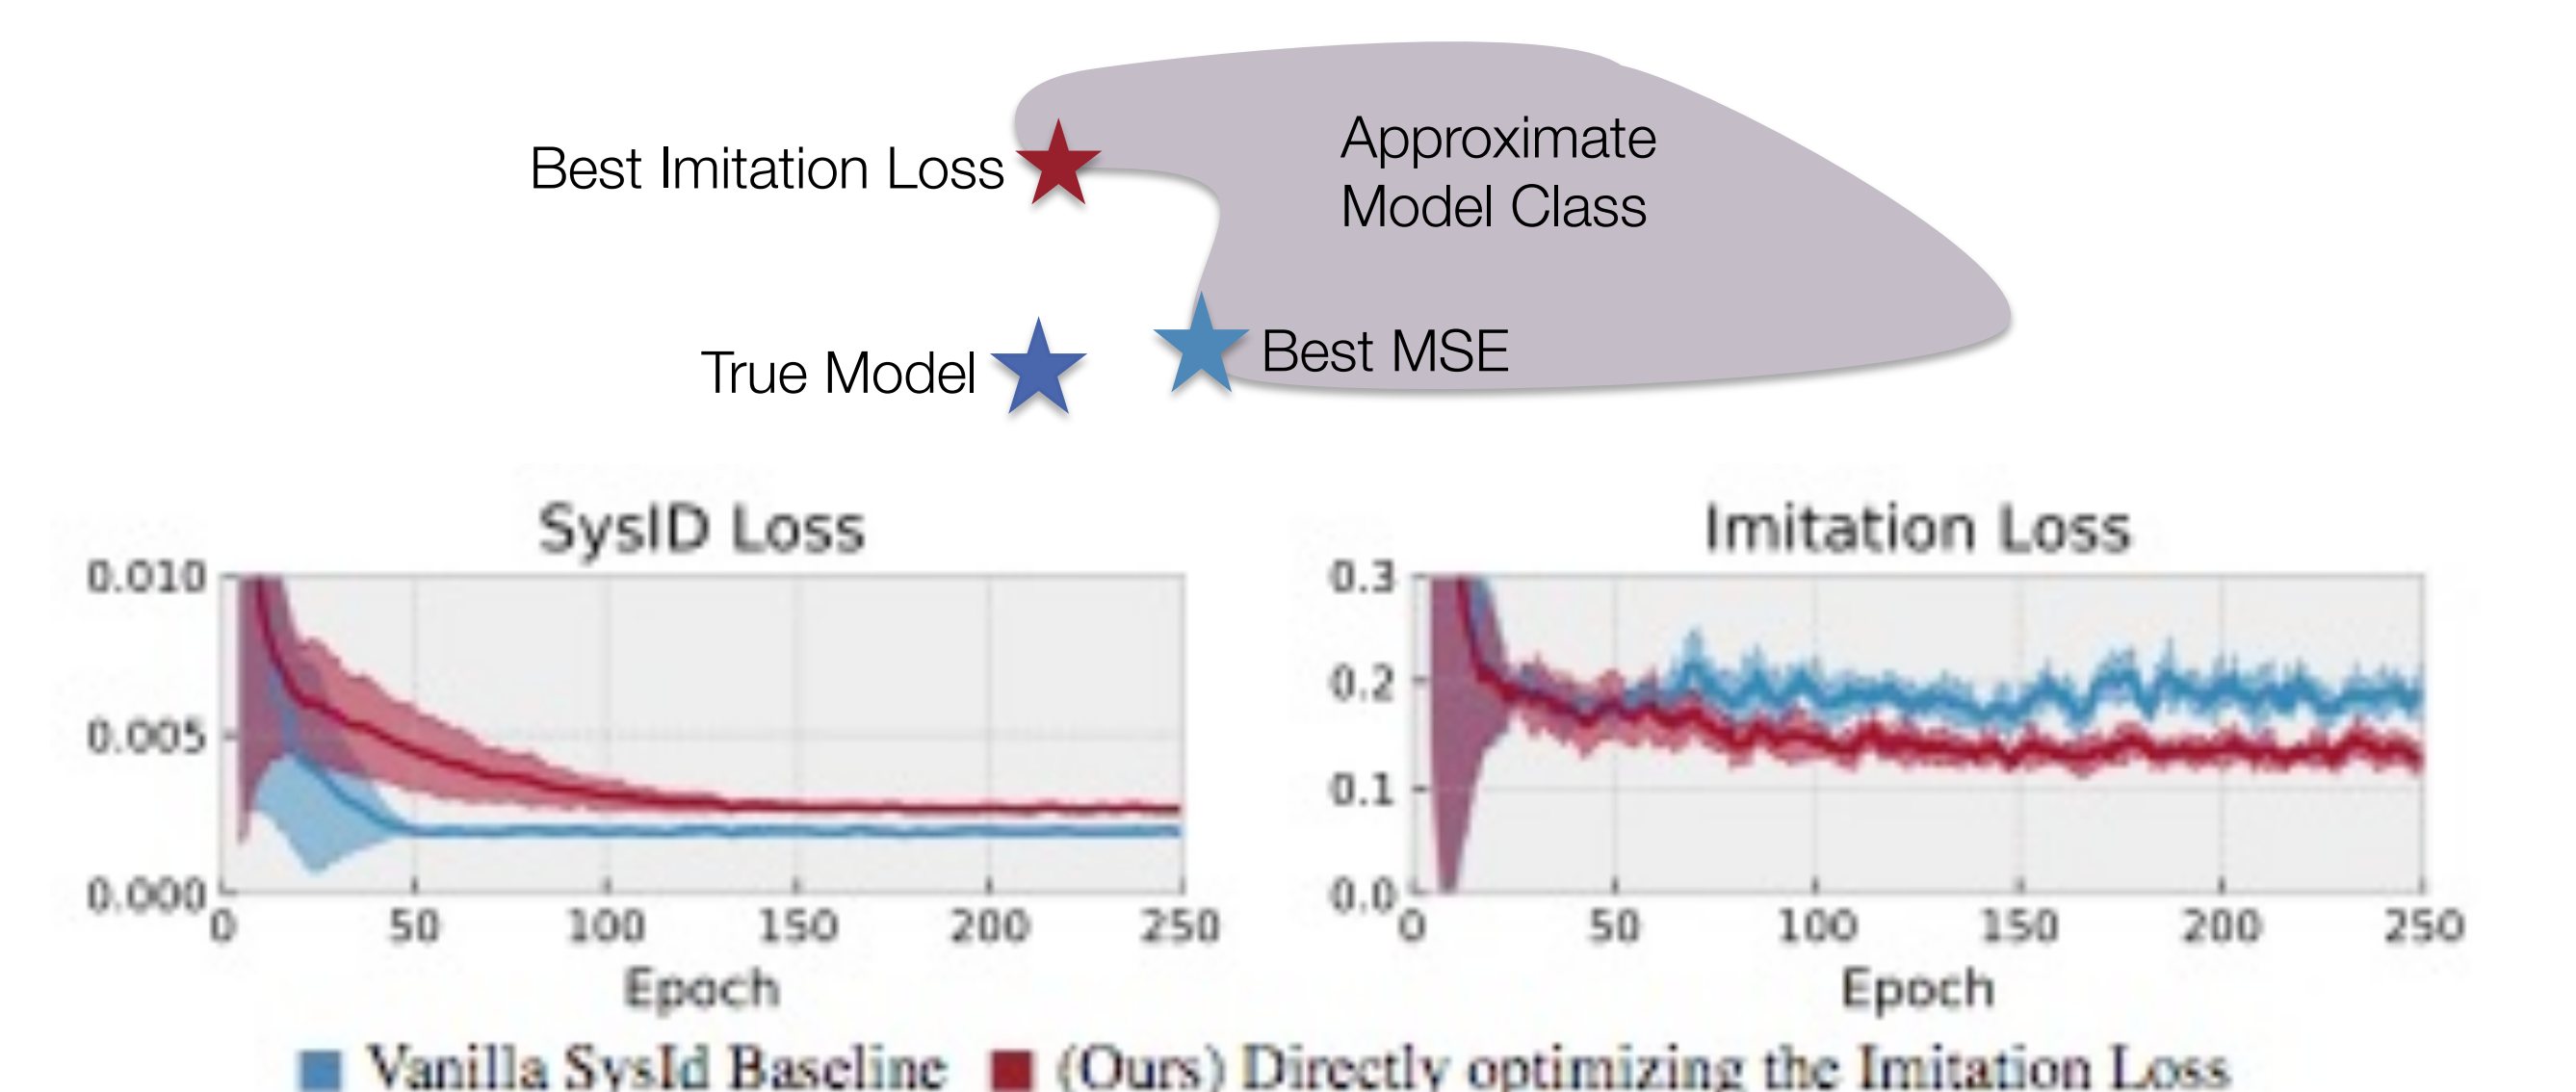 Best Imitation Loss
Approximate
Model Class
True Model
Best MSE
SysID Loss
0.010
0.005
0.000
0 50 100 150 200 250
Epoch
Imitation Loss
0.3
0.2
0.1
0.0
0 50 100 150 200 250
Epoch
Vanilla SysId Baseline (Ours) Directly optimizing the Imitation Loss